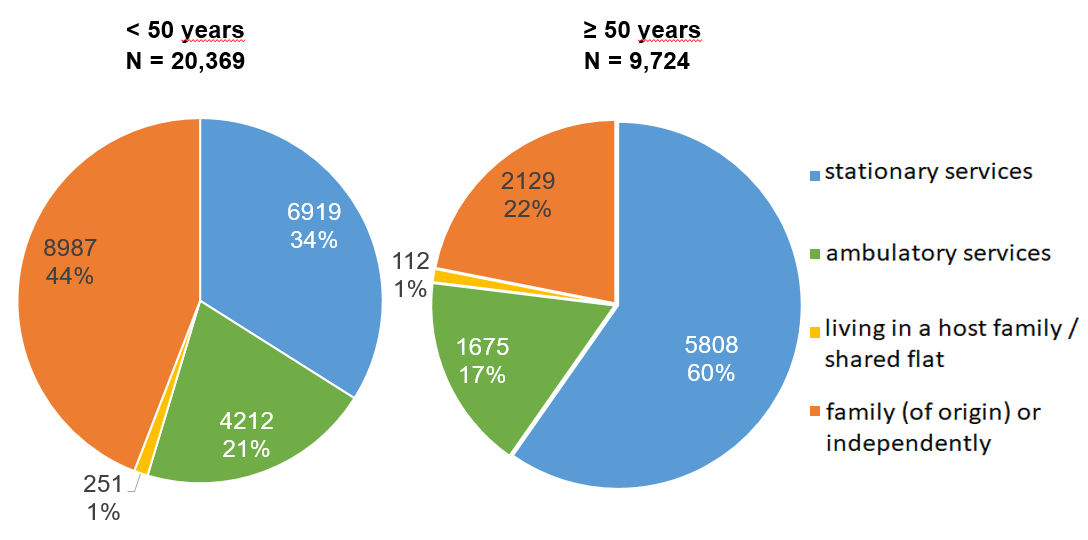 < 50 years
N = 20,369
≥ 50 years
N = 9,724
6919
34%
8987
44%
4212
21%
251
1%
2129
22%
112
1%
1675
17%
5808
60%
stationary services
ambulatory services
living in a host family /
shared flat
family (of origin) or
independently